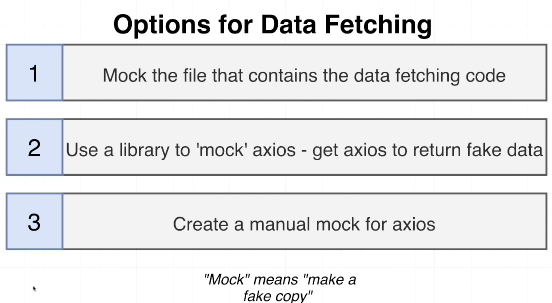 Options for Data Fetching
1
Mock the file that contains the data fetching code
2
Use a library to 'mock' axios - get axios to return fake data
3
Create a manual mock for axios
"Mock" means "make a
fake copy"